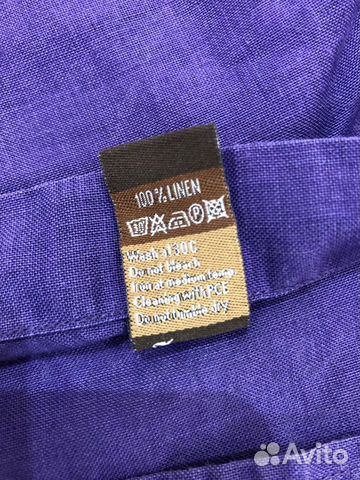 100% LINEN
Wash at 30 C
Do not bleach
Iron at medium temp.
Cleaning with PCE
Do not tumble dry
Avito